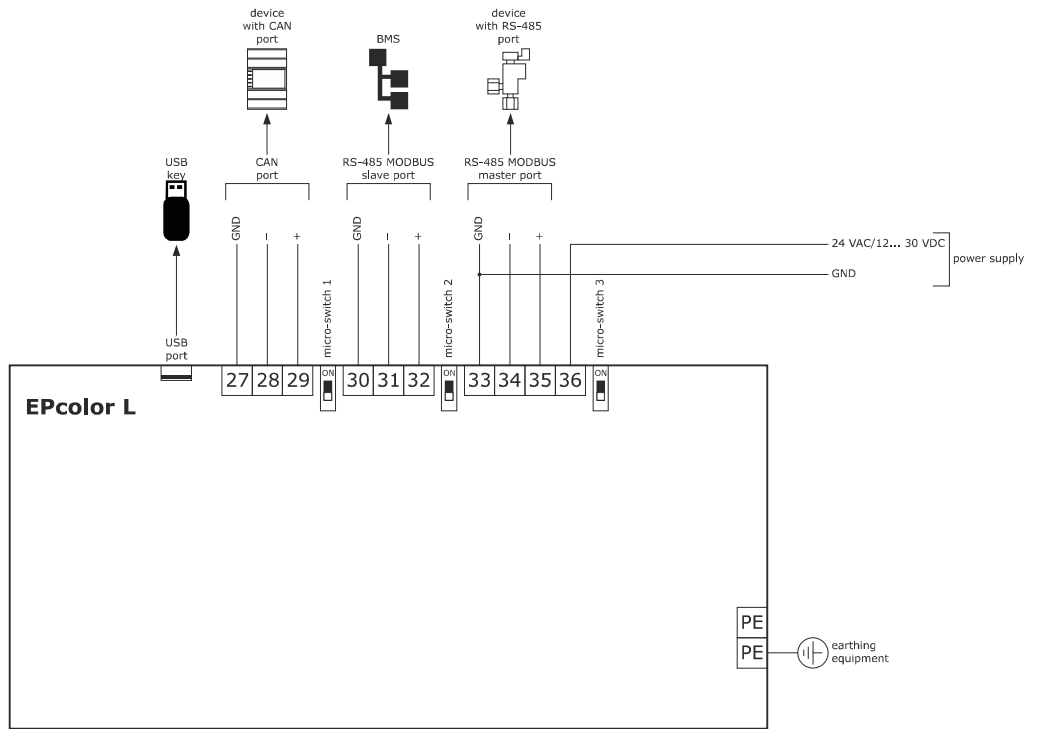 device
with CAN
port
BMS
device
with RS-485
port
USB
key
CAN
port
RS-485 MODBUS
slave port
RS-485 MODBUS
master port
GND
−
+
GND
−
+
GND
−
+
24 VAC/12... 30 VDC
power supply
GND
micro-switch 1
micro-switch 2
micro-switch 3
USB
port
27 28 29 ON 30 31 32 ON 33 34 35 36 ON
EPcolor L
PE
PE
earthing
equipment